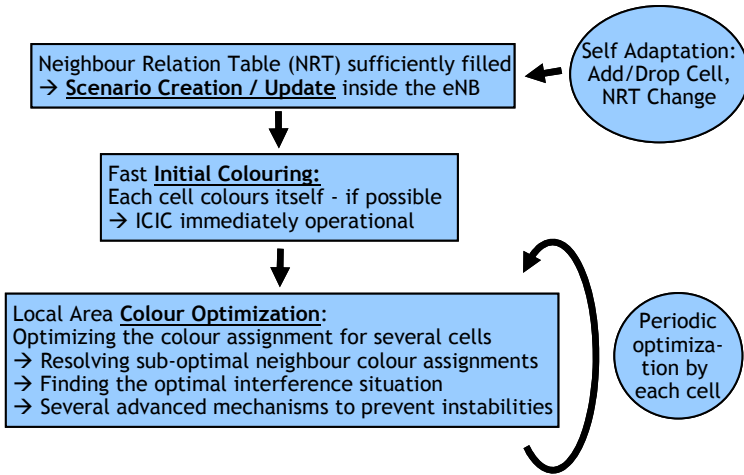 Neighbour Relation Table (NRT) sufficiently filled
→ Scenario Creation / Update inside the eNB
Self Adaptation:
Add/Drop Cell,
NRT Change
Fast Initial Colouring:
Each cell colours itself - if possible
→ ICIC immediately operational
Local Area Colour Optimization:
Optimizing the colour assignment for several cells
→ Resolving sub-optimal neighbour colour assignments
→ Finding the optimal interference situation
→ Several advanced mechanisms to prevent instabilities
Periodic
optimiza-
tion by
each cell